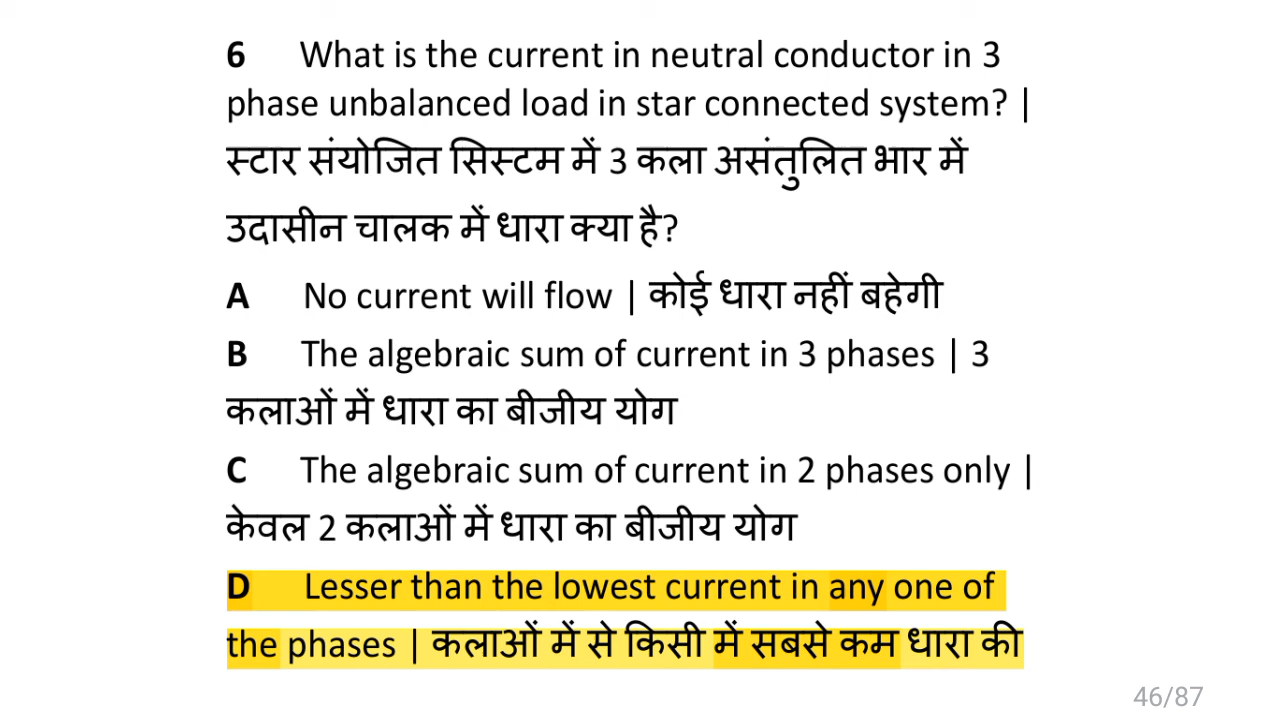 6 What is the current in neutral conductor in 3
phase unbalanced load in star connected system? |
स्टार संयोजित सिस्टम में 3 कला असंतुलित भार में
उदासीन चालक में धारा क्या है?
A No current will flow | कोई धारा नहीं बहेगी
B The algebraic sum of current in 3 phases | 3
कलाओं में धारा का बीजीय योग
C The algebraic sum of current in 2 phases only |
केवल 2 कलाओं में धारा का बीजीय योग
D Lesser than the lowest current in any one of
the phases | कलाओं में से किसी में सबसे कम धारा की
46/87